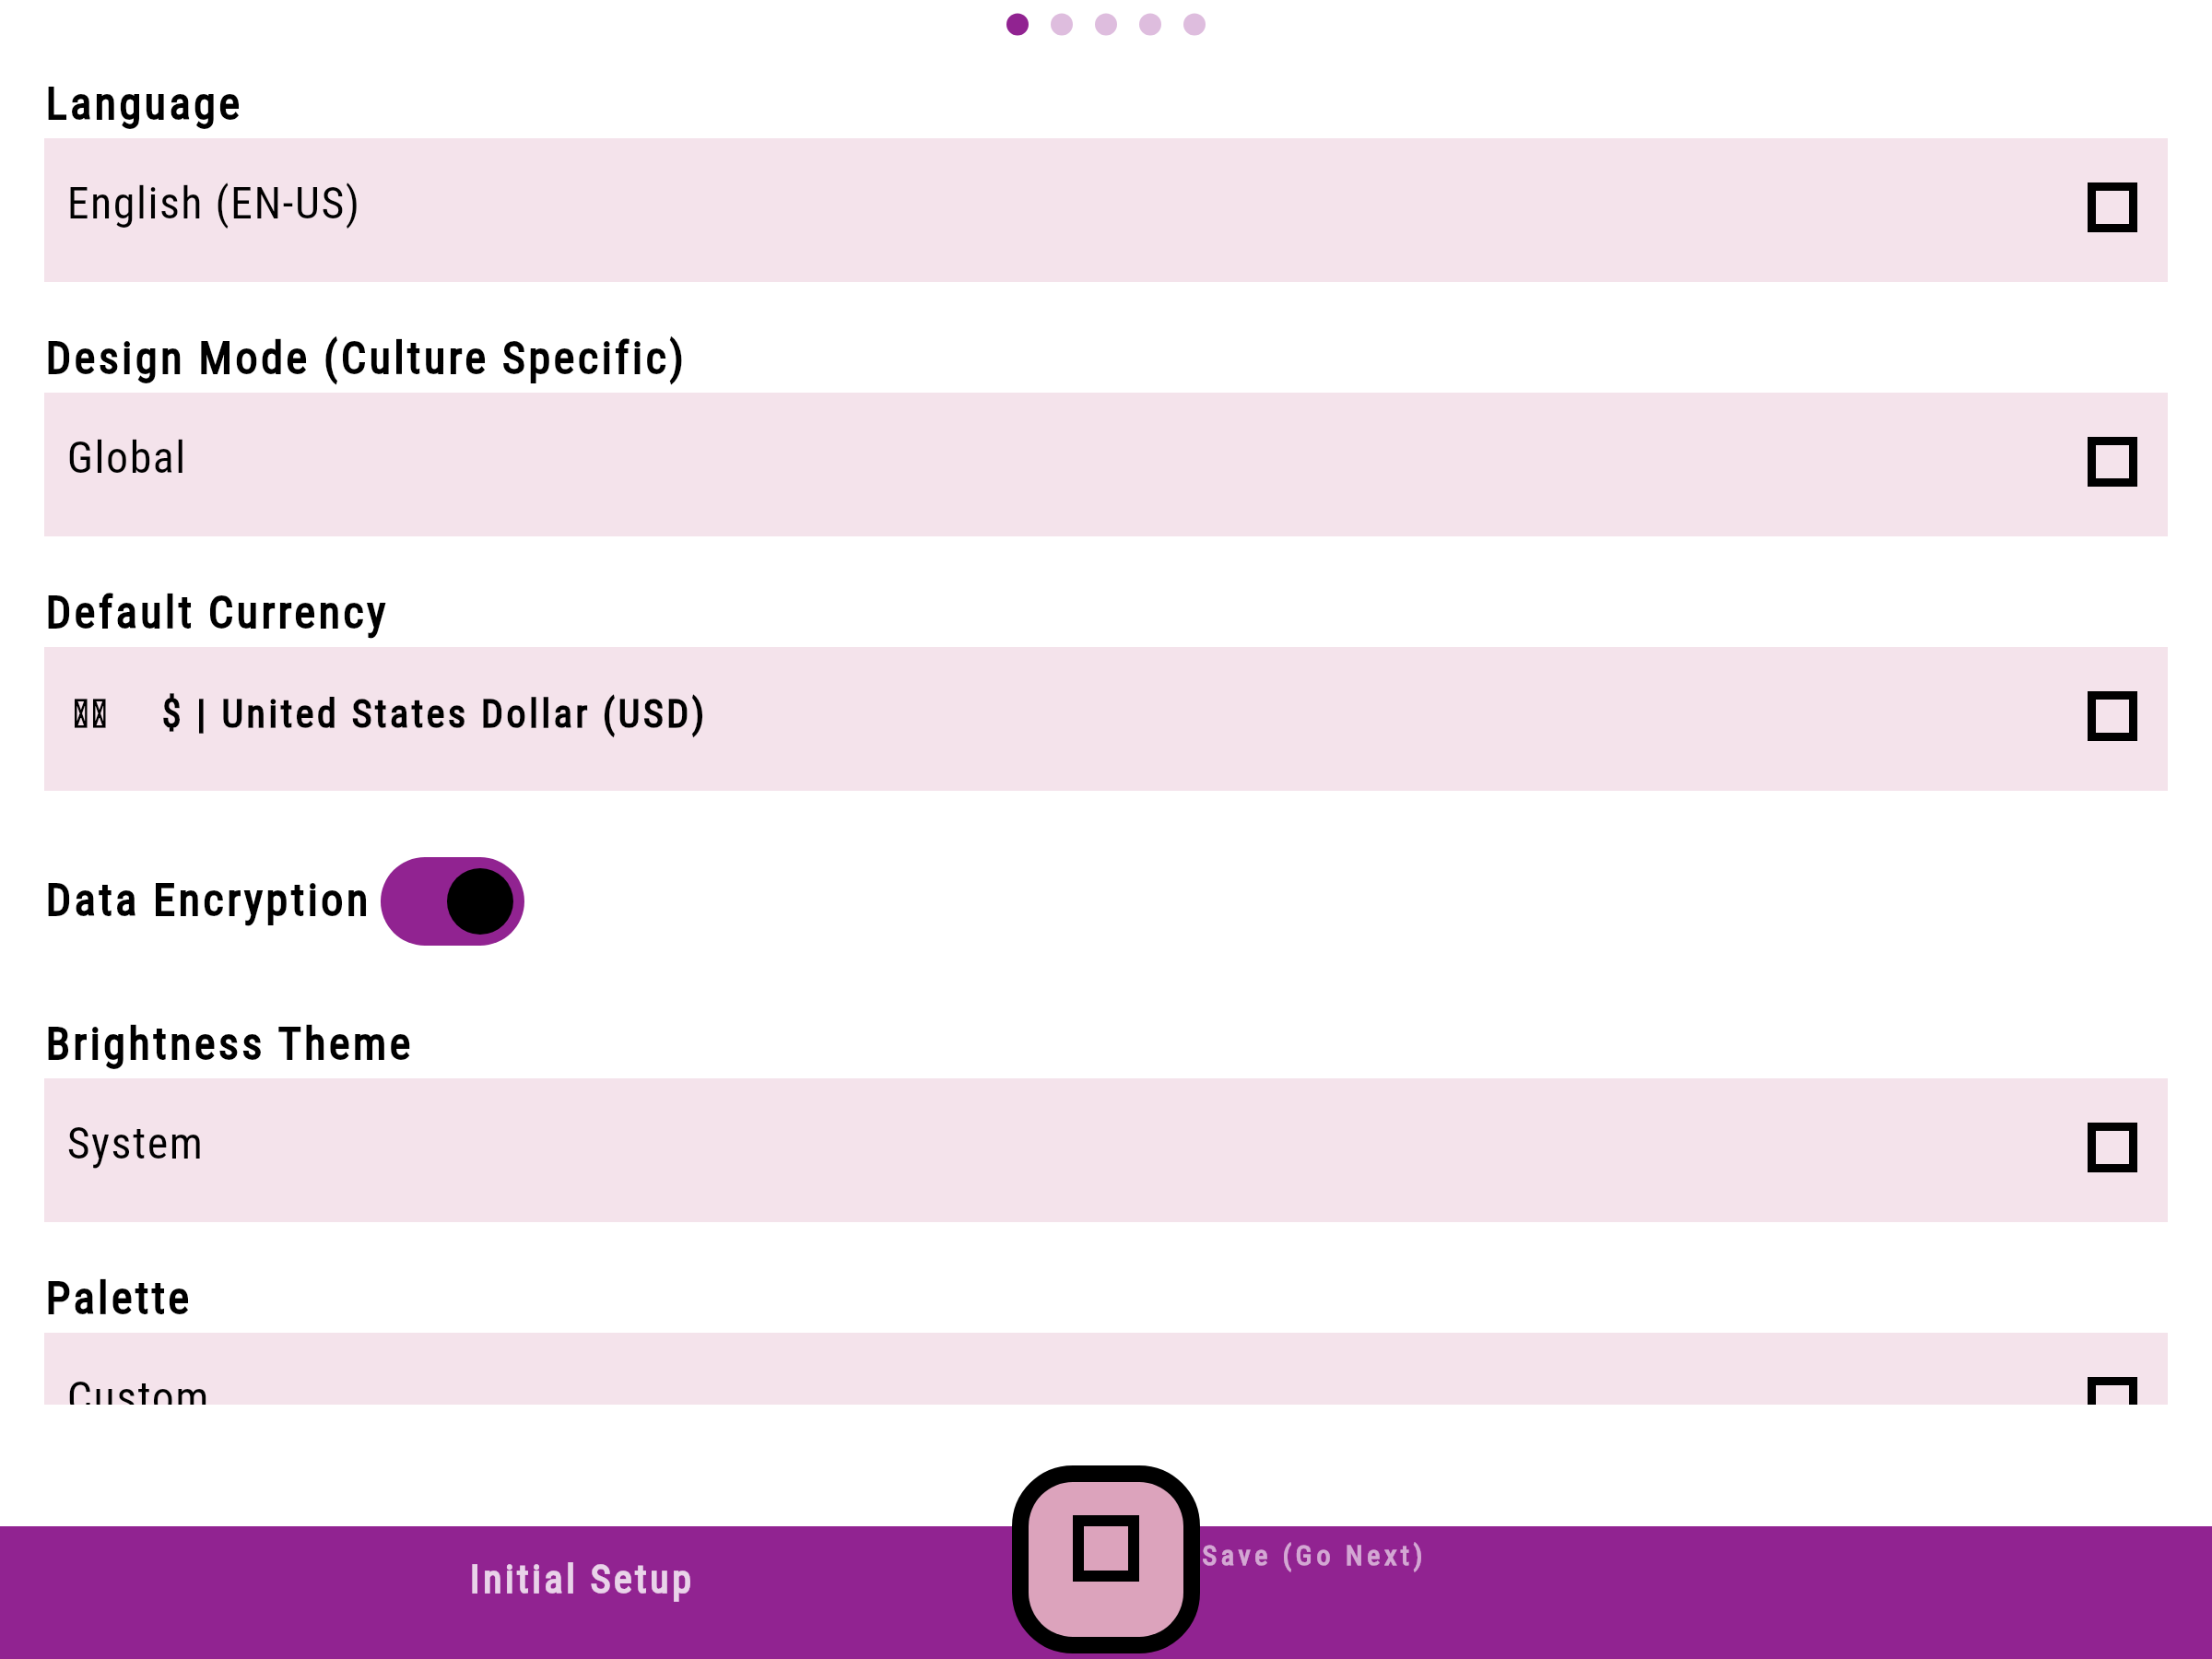 Language
English (EN-US)
Design Mode (Culture Specific)
Global
Default Currency
$ | United States Dollar (USD)
Data Encryption
Brightness Theme
System
Palette
Custom
Initial Setup
Save (Go Next)